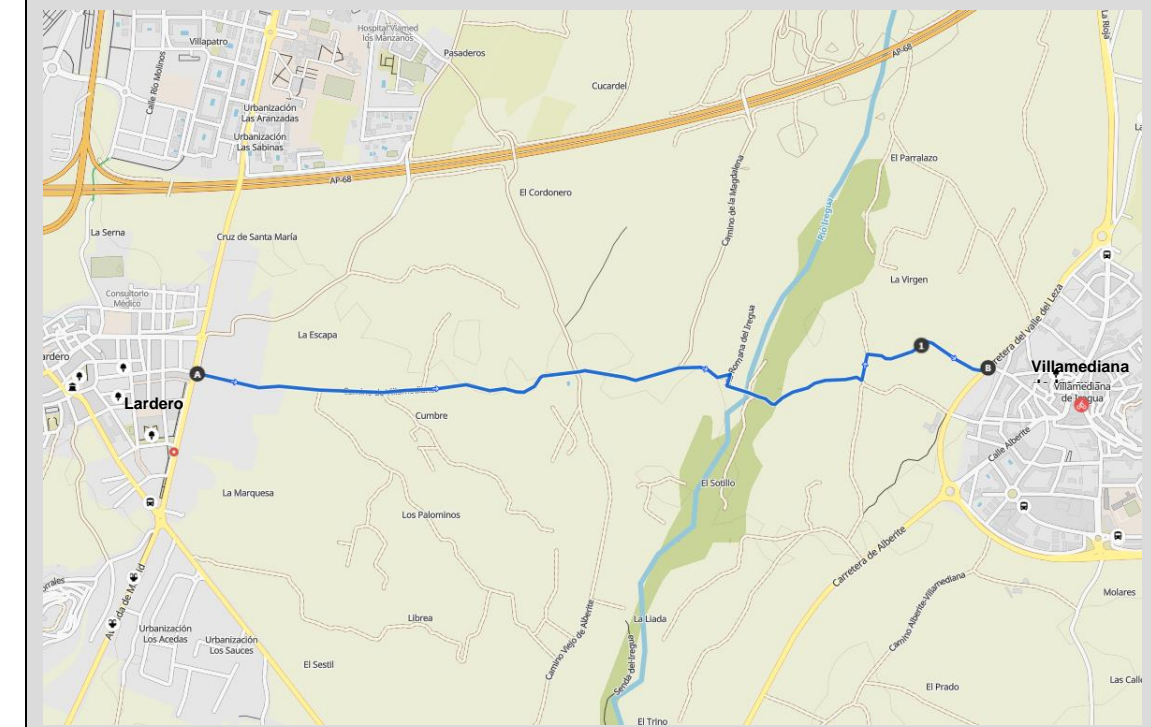 Villapatro
Hospital Viamed
los Manzanos
Pasaderos
La Rioja
AP-68
Calle Río Molinos
Cucardel
Urbanización
Las Aranzadas
Urbanización
Las Sabinas
El Parralazo
AP-68
El Cordonero
Camino de la Magdalena
Río Iregua
La Serna
Cruz de Santa María
Consultorio
Médico
La Virgen
Carretera del valle del Leza
La Escapa
Romana del Iregua
1
A
B
Villamediana
Villamediana
de Iregua
Lardero
Cumbre
Calle Alberite
El Sotillo
La Marquesa
Los Palominos
Carretera de Alberite
Camino Alberite-Villamediana
Molares
Librea
Camino Viejo de Alberite
La Liada
Senda del Iregua
Urbanización
Los Acedas
Urbanización
Los Sauces
El Sestil
El Prado
Las Calle
El Trino